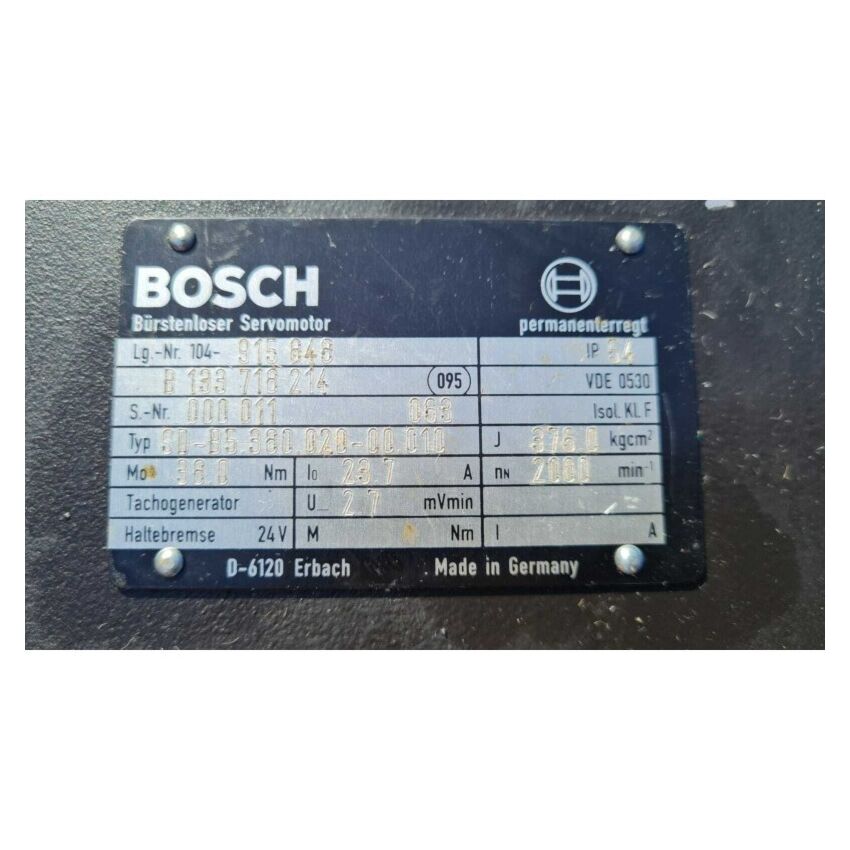 BOSCH
Bürstenloser Servomotor permanenterregt
Lg.-Nr. 104- 915 848 IP 54
B 133 718 214 095 VDE 0530
S.-Nr. 000 011 063 Isol. Kl. F
Typ SD-B5.380.020-00.010 J 376.0 kgcm²
Mo 38.0 Nm I₀ 23.7 A nN 2000 min⁻¹
Tachogenerator U 2.7 mVmin
Haltebremse 24V M Nm I A
D-6120 Erbach Made in Germany